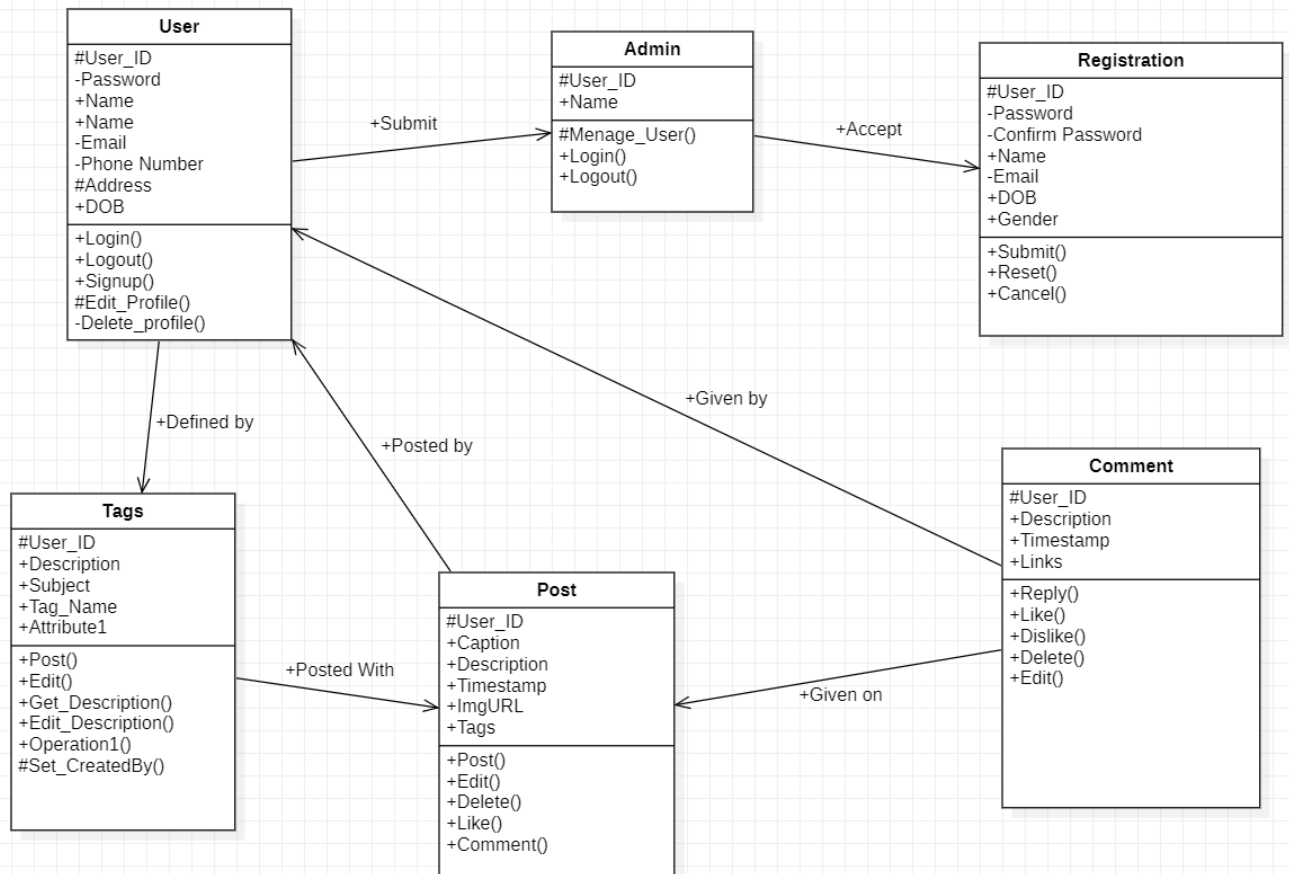 User
#User_ID
-Password
+Name
+Name
-Email
-Phone Number
#Address
+DOB
+Login()
+Logout()
+Signup()
#Edit_Profile()
-Delete_profile()
+Submit
Admin
#User_ID
+Name
#Menage_User()
+Login()
+Logout()
+Accept
Registration
#User_ID
-Password
-Confirm Password
+Name
-Email
+DOB
+Gender
+Submit()
+Reset()
+Cancel()
+Defined by
+Posted by
+Given by
Tags
#User_ID
+Description
+Subject
+Tag_Name
+Attribute1
+Post()
+Edit()
+Get_Description()
+Edit_Description()
+Operation1()
#Set_CreatedBy()
+Posted With
Post
#User_ID
+Caption
+Description
+Timestamp
+ImgURL
+Tags
+Post()
+Edit()
+Delete()
+Like()
+Comment()
+Given on
Comment
#User_ID
+Description
+Timestamp
+Links
+Reply()
+Like()
+Dislike()
+Delete()
+Edit()